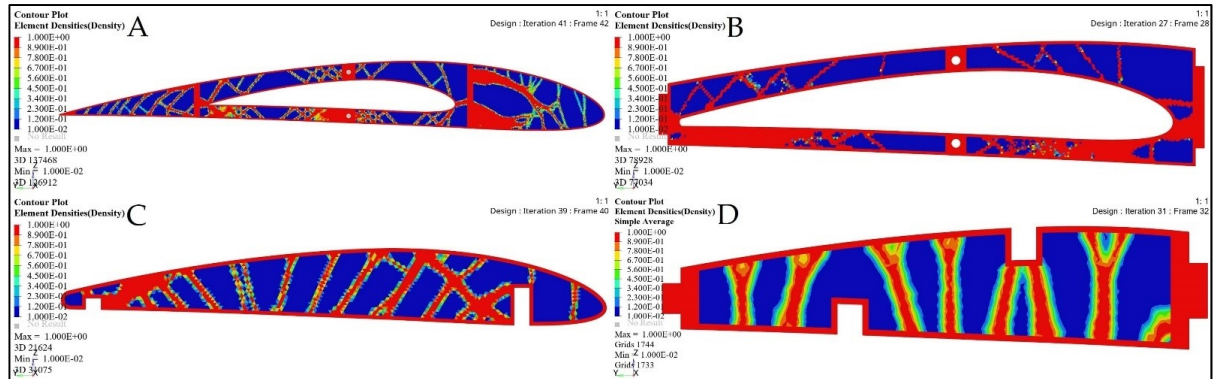 Contour Plot
Element Densities(Density)
A
1: 1
Design : Iteration 41 : Frame 42
1.000E+00
8.900E-01
7.800E-01
6.700E-01
5.600E-01
4.500E-01
3.400E-01
2.300E-01
1.200E-01
1.000E-02
No Result
Max = 1.000E+00
3D 137468
Min = 1.000E-02
3D 136912
Z
Y X
Contour Plot
Element Densities(Density)
B
1: 1
Design : Iteration 27 : Frame 28
1.000E+00
8.900E-01
7.800E-01
6.700E-01
5.600E-01
4.500E-01
3.400E-01
2.300E-01
1.200E-01
1.000E-02
No Result
Max = 1.000E+00
3D 78928
Min = 1.000E-02
3D 77034
Z
Y X
Contour Plot
Element Densities(Density)
C
1: 1
Design : Iteration 39 : Frame 40
1.000E+00
8.900E-01
7.800E-01
6.700E-01
5.600E-01
4.500E-01
3.400E-01
2.300E-01
1.200E-01
1.000E-02
No Result
Max = 1.000E+00
3D 21624
Min = 1.000E-02
Z
Y X
Contour Plot
Element Densities(Density)
Simple Average
D
1: 1
Design : Iteration 31 : Frame 32
1.000E+00
8.900E-01
7.800E-01
6.700E-01
5.600E-01
4.500E-01
3.400E-01
2.300E-01
1.200E-01
1.000E-02
No Result
Max = 1.000E+00
Grids 1744
Min = 1.000E-02
Grids 1733
Z
Y X